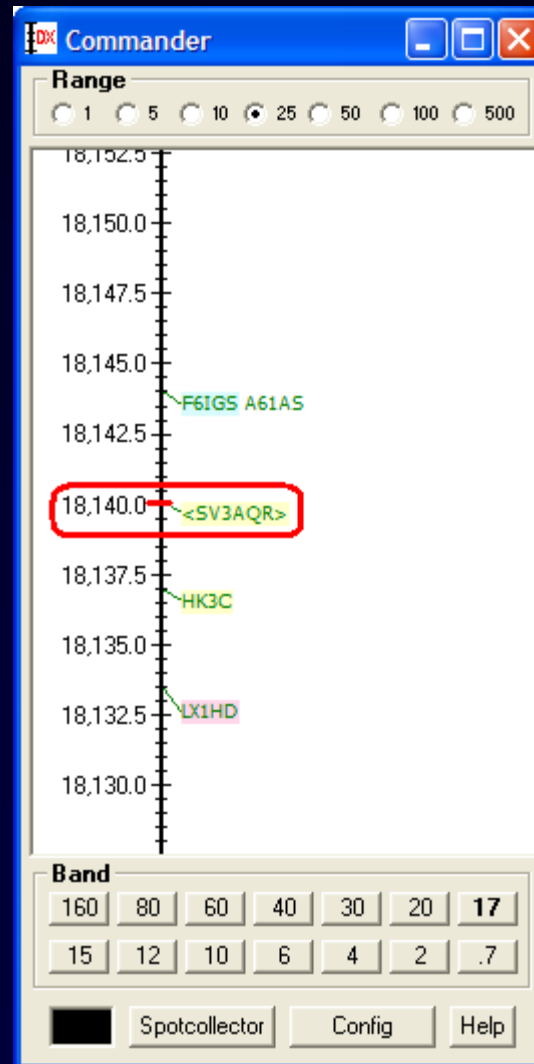 DX Commander
Range
1 5 10 25 50 100 500
18,152.5
18,150.0
18,147.5
18,145.0
F6IGS A61AS
18,142.5
18,140.0
<SV3AQR>
18,137.5
HK3C
18,135.0
18,132.5 LX1HD
18,130.0
Band
160 80 60 40 30 20 17
15 12 10 6 4 2 .7
Spotcollector Config Help